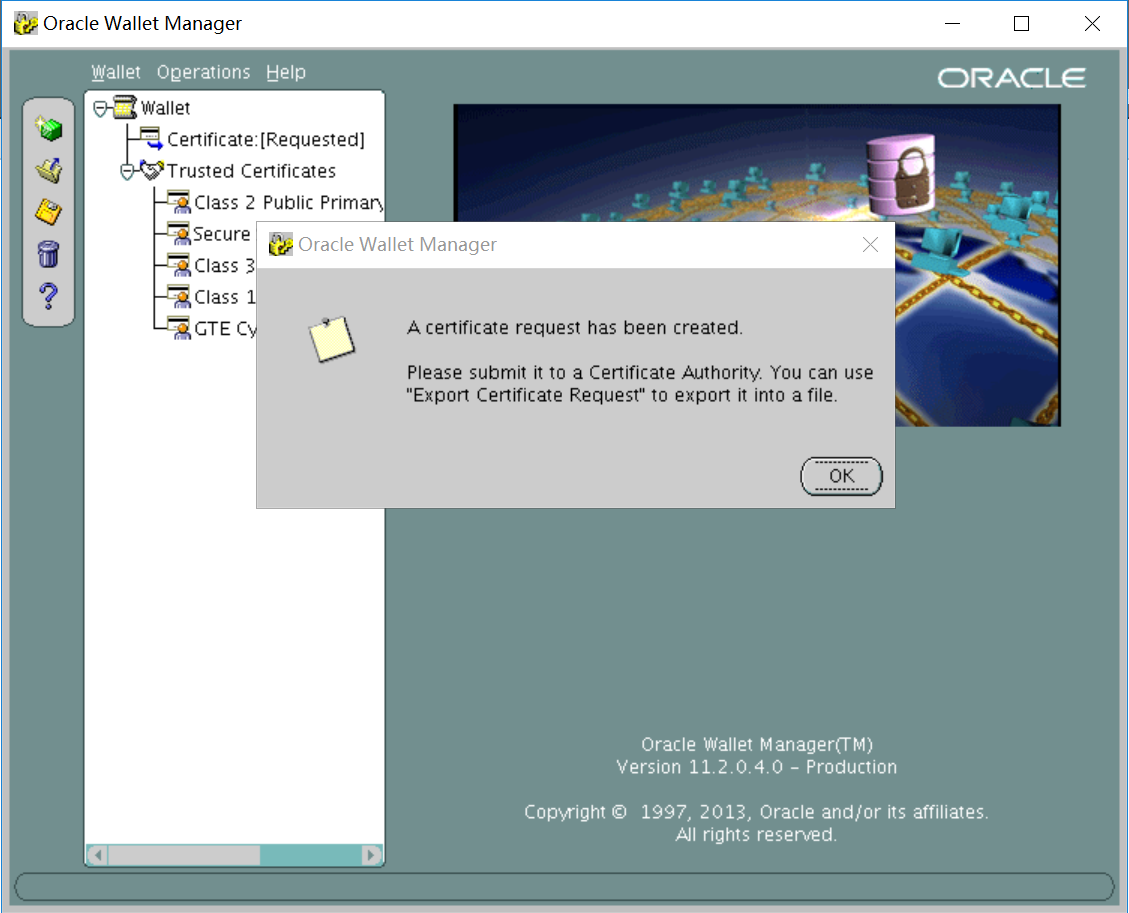 Oracle Wallet Manager
Wallet Operations Help
ORACLE
Wallet
Certificate:[Requested]
Trusted Certificates
Class 2 Public Primary
Secure
Class 3
Class 1
GTE Cy
Oracle Wallet Manager
A certificate request has been created.
Please submit it to a Certificate Authority. You can use
"Export Certificate Request" to export it into a file.
OK
Oracle Wallet Manager(TM)
Version 11.2.0.4.0 – Production
Copyright © 1997, 2013, Oracle and/or its affiliates.
All rights reserved.